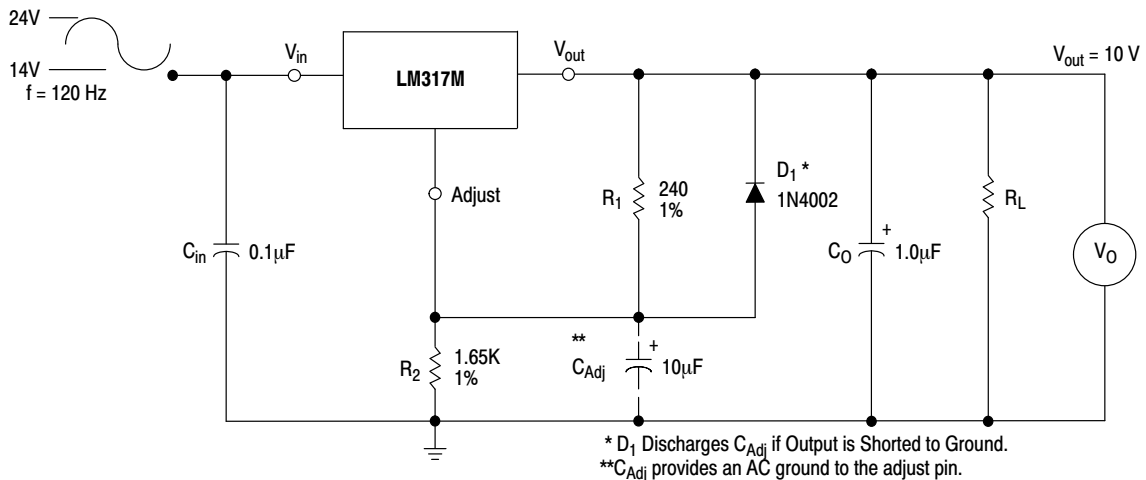 24V
14V
f = 120 Hz
Vin
LM317M
Vout
Vout = 10 V
Adjust
Cin
0.1μF
R1
240
1%
D1 *
1N4002
CO
+
1.0μF
RL
VO
R2
1.65K
1%
**
CAdj
+
10μF
* D1 Discharges CAdj if Output is Shorted to Ground.
**CAdj provides an AC ground to the adjust pin.